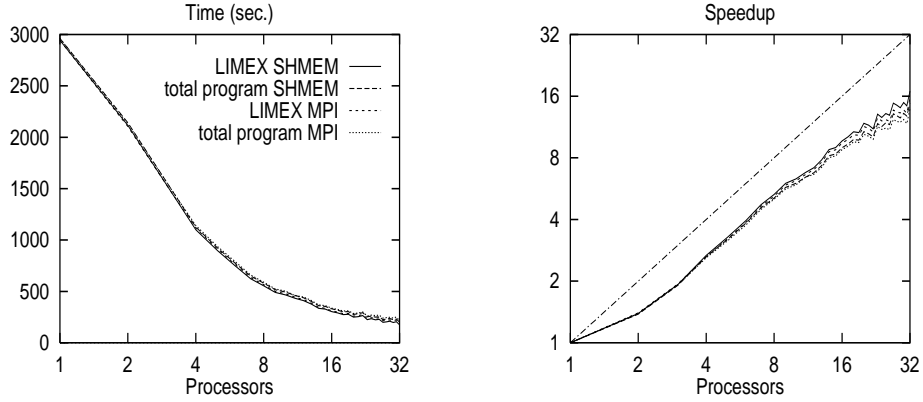 Time (sec.)
3000
2500
2000
1500
1000
500
0
LIMEX SHMEM
total program SHMEM
LIMEX MPI
total program MPI
1 2 4 8 16 32
Processors
Speedup
32
16
8
4
2
1
1 2 4 8 16 32
Processors